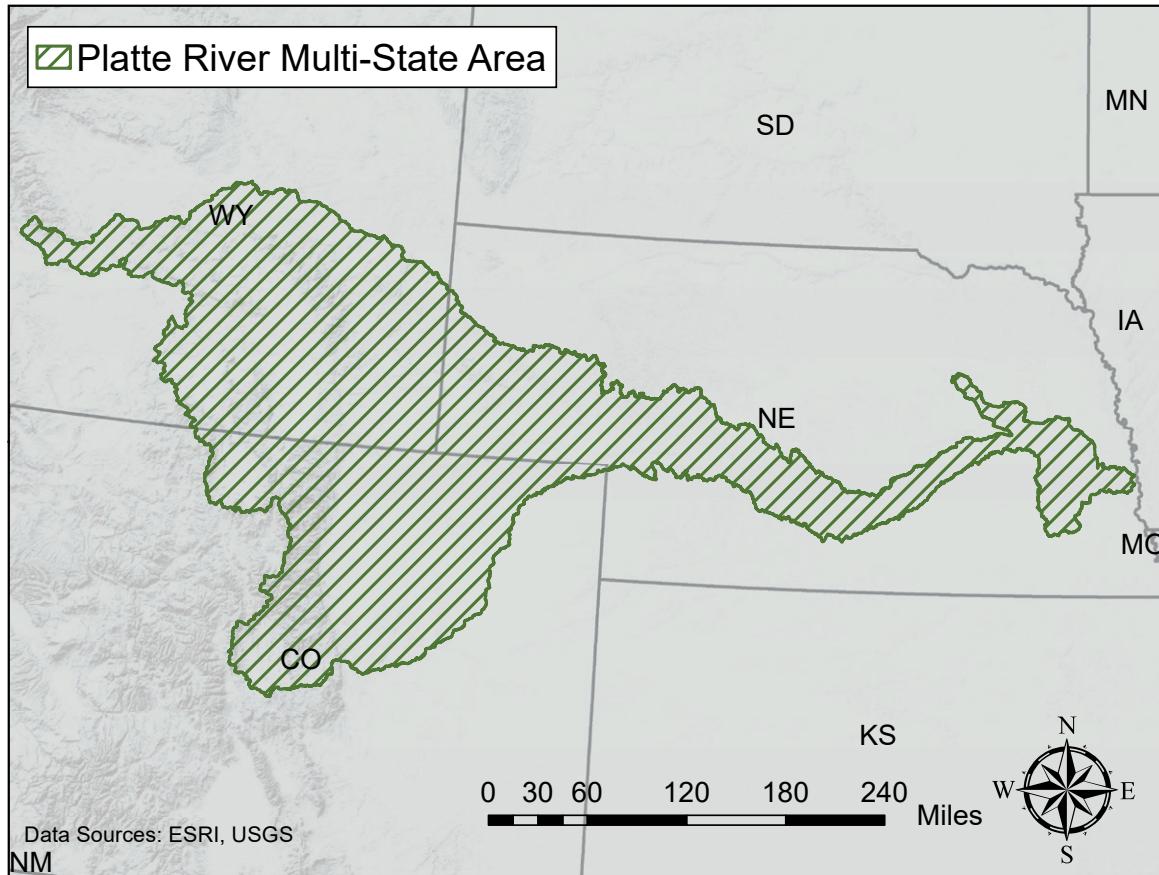 Platte River Multi-State Area
MN
SD
WY
IA
NE
MO
CO
KS
N
W E
S
0 30 60 120 180 240
Miles
Data Sources: ESRI, USGS
NM